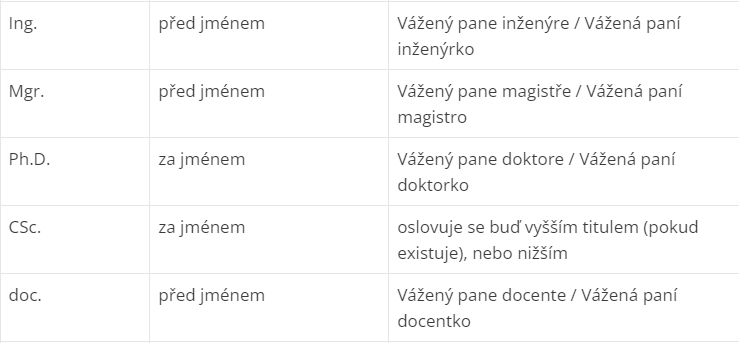 Ing. před jménem Vážený pane inženýre / Vážená paní
inženýrko
Mgr. před jménem Vážený pane magistře / Vážená paní
magistro
Ph.D. za jménem Vážený pane doktore / Vážená paní
doktorko
CSc. za jménem oslovuje se buď vyšším titulem (pokud
existuje), nebo nižším
doc. před jménem Vážený pane docente / Vážená paní
docentko